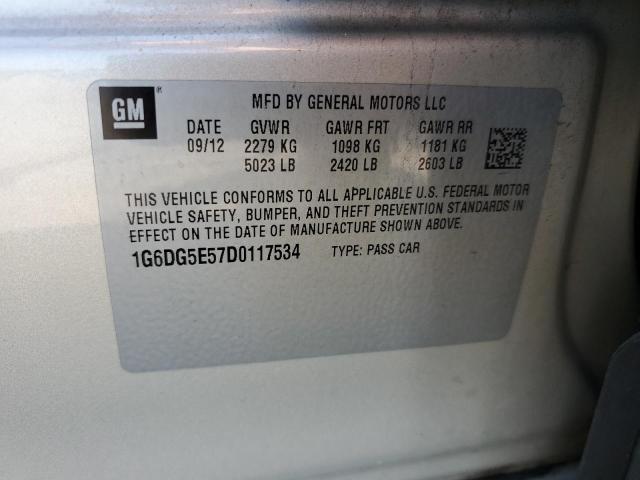 GM
®
MFD BY GENERAL MOTORS LLC
DATE GVWR GAWR FRT GAWR RR
09/12 2279 KG 1098 KG 1181 KG
5023 LB 2420 LB 2603 LB
THIS VEHICLE CONFORMS TO ALL APPLICABLE U.S. FEDERAL MOTOR
VEHICLE SAFETY, BUMPER, AND THEFT PREVENTION STANDARDS IN
EFFECT ON THE DATE OF MANUFACTURE SHOWN ABOVE.
1G6DG5E57D0117534 TYPE: PASS CAR